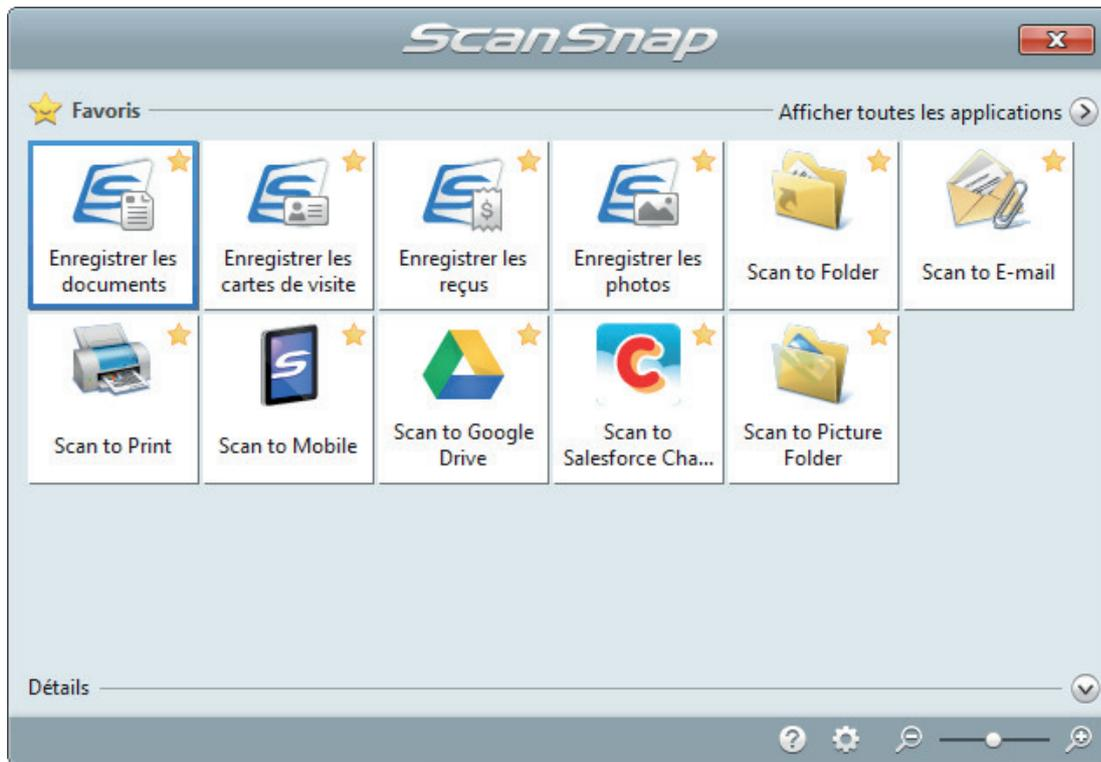 ScanSnap
Favoris
Afficher toutes les applications
Enregistrer les
documents
Enregistrer les
cartes de visite
Enregistrer les
reçus
Enregistrer les
photos
Scan to Folder
Scan to E-mail
Scan to Print
Scan to Mobile
Scan to Google
Drive
Scan to
Salesforce Cha...
Scan to Picture
Folder
Détails